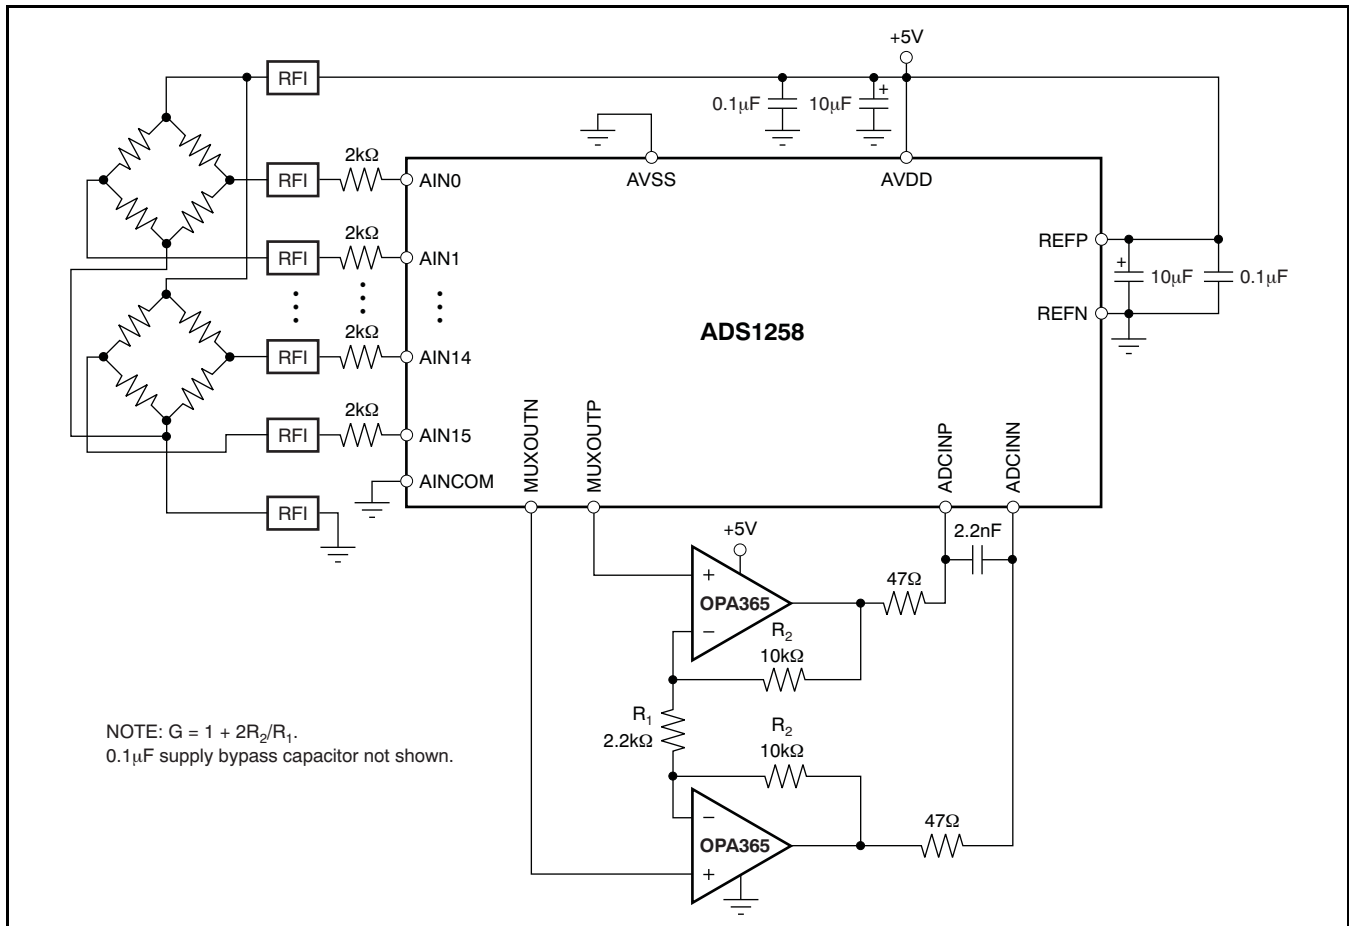 +5V
RFI
0.1μF
10μF
+
2kΩ
RFI
AIN0
AVSS
AVDD
2kΩ
RFI
AIN1
REFP
+
10μF
0.1μF
REFN
ADS1258
2kΩ
RFI
AIN14
2kΩ
RFI
AIN15
AINCOM
RFI
MUXOUTN
MUXOUTP
ADCINP
ADCINN
2.2nF
+5V
+
OPA365
−
47Ω
R2
10kΩ
R1
2.2kΩ
R2
10kΩ
−
OPA365
+
47Ω
NOTE: G = 1 + 2R2/R1.
0.1μF supply bypass capacitor not shown.